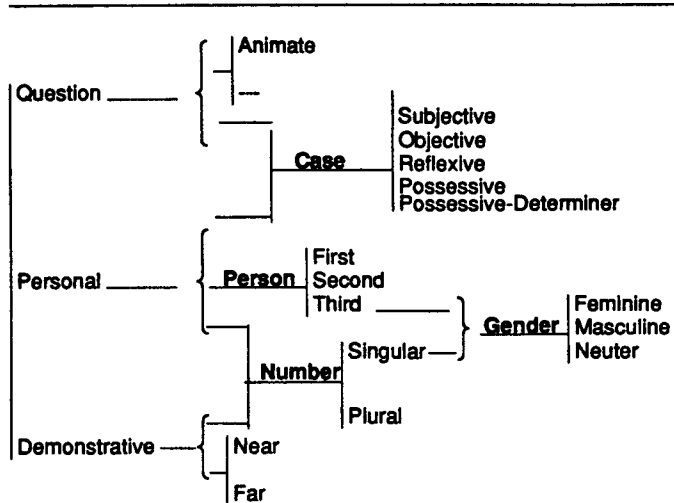 Animate
Question
Subjective
Objective
Case
Reflexive
Possessive
Possessive-Determiner
First
Personal
Person
Second
Third
Feminine
Gender
Masculine
Singular
Neuter
Number
Plural
Demonstrative
Near
Far